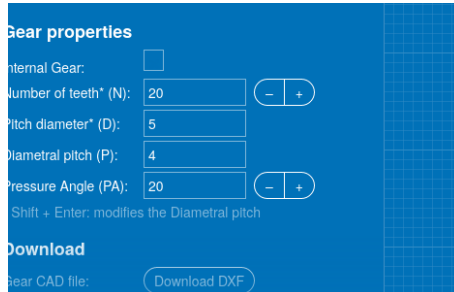 Gear properties
Internal Gear:
Number of teeth* (N): 20 – +
Pitch diameter* (D): 5
Diametral pitch (P): 4
Pressure Angle (PA): 20 – +
Shift + Enter: modifies the Diametral pitch
Download
Gear CAD file: Download DXF